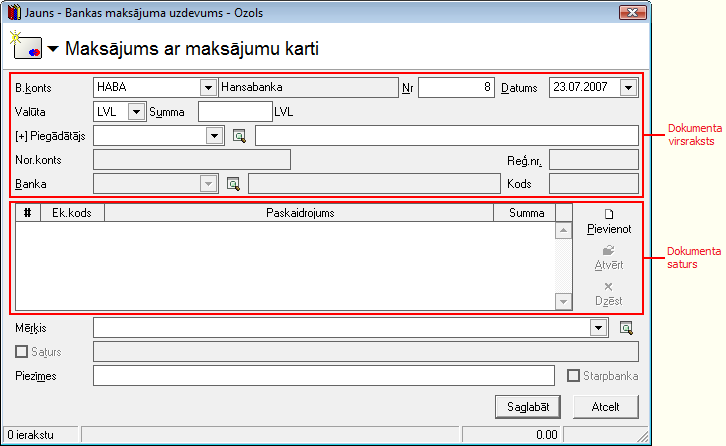 Jauns - Bankas maksājuma uzdevums - Ozols
Maksājums ar maksājumu karti
B.konts HABA Hansabanka Nr 8 Datums 23.07.2007
Valūta LVL Summa LVL
[+] Piegādātājs
Nor.konts Reģ.nr.
Banka Kods
Dokumenta
virsraksts
# Ek.kods Paskaidrojums Summa
Pievienot
Atvērt
Dzēst
Dokumenta
saturs
Mērķis
Saturs
Piezīmes Starpbanka
Saglabāt Atcelt
0 ierakstu 0.00